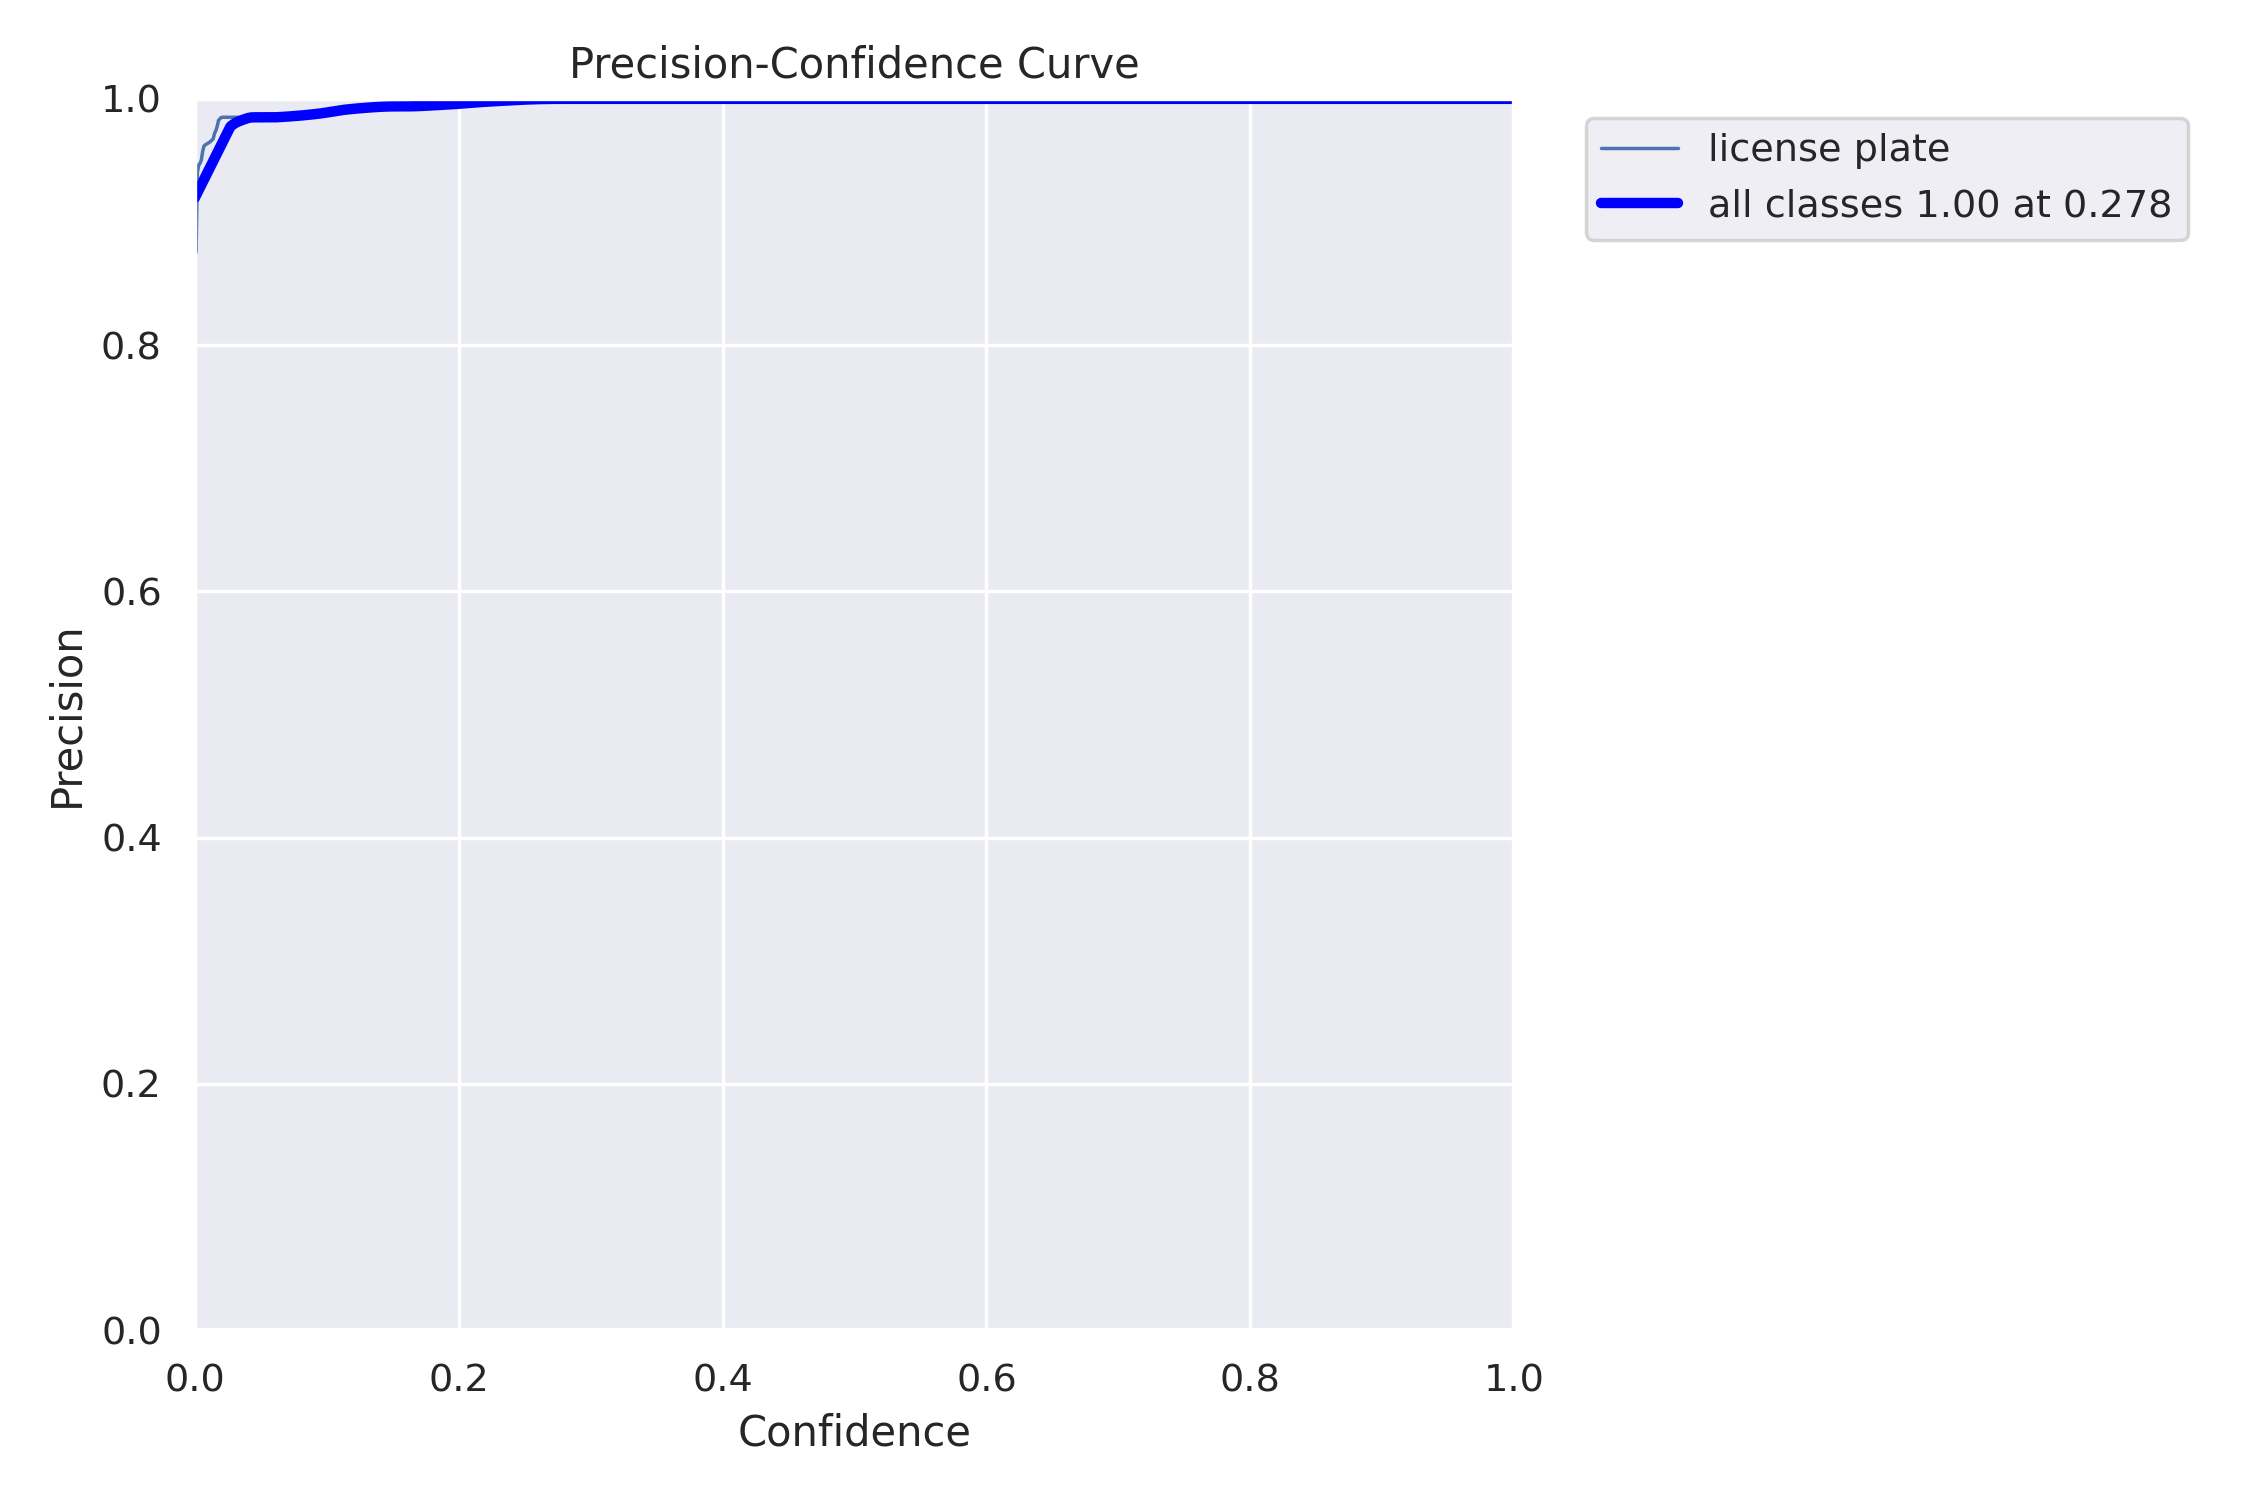 Precision-Confidence Curve
1.0
0.8
0.6
0.4
0.2
0.0
Precision
0.0 0.2 0.4 0.6 0.8 1.0
Confidence
license plate
all classes 1.00 at 0.278